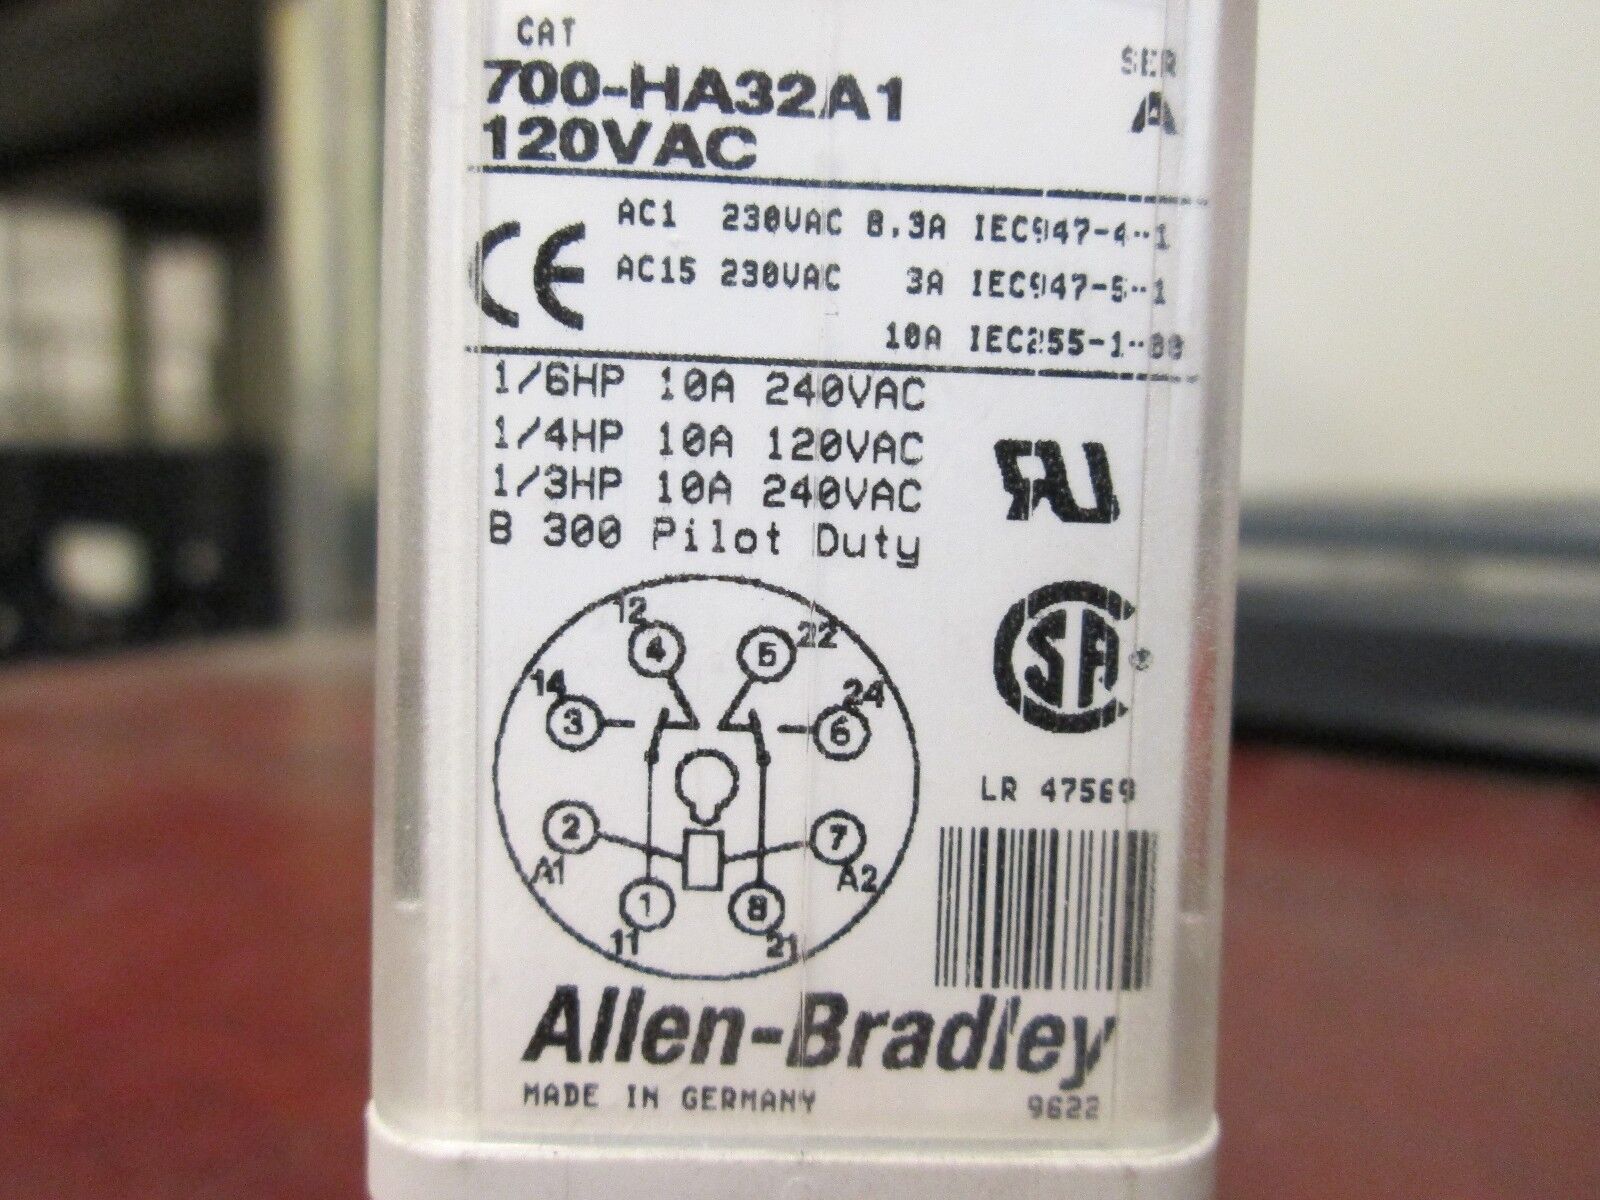 CAT
700-HA32A1
SER
A
120VAC
CE
AC1 230VAC 8.3A IEC947-4-1
AC15 230VAC 3A IEC947-5-1
10A IEC255-1-00
1/6HP 10A 240VAC
1/4HP 10A 120VAC
1/3HP 10A 240VAC
B 300 Pilot Duty
RU
12
4
5
22
14
3
6
24
SA
®
2
7
A1
A2
1
8
11
21
LR 47569
Allen-Bradley
MADE IN GERMANY
9622